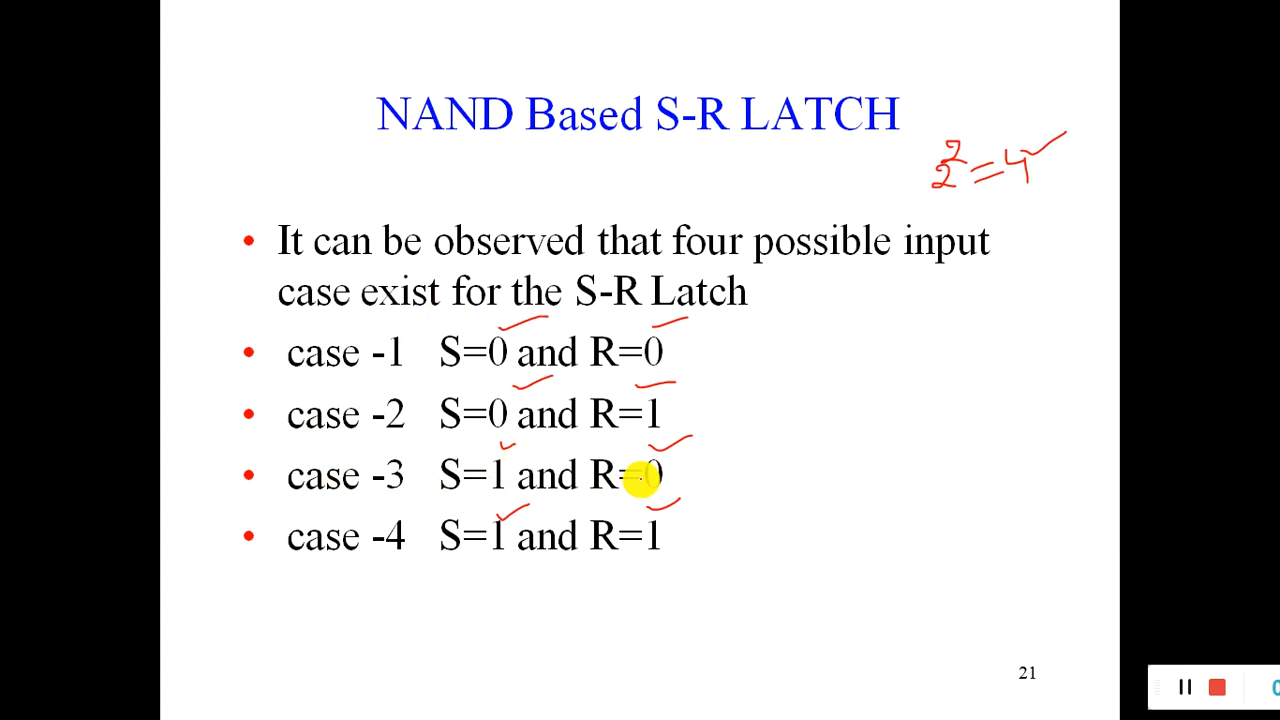 NAND Based S-R LATCH
2² = 4
• It can be observed that four possible input
case exist for the S-R Latch
• case -1 S=0 and R=0
• case -2 S=0 and R=1
• case -3 S=1 and R=0
• case -4 S=1 and R=1
21
0